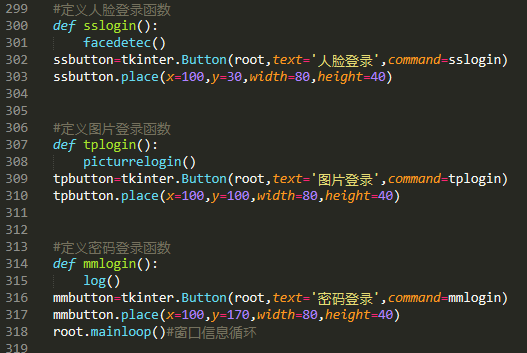 299 #定义人脸登录函数
300 def sslogin():
301 facedetec()
302 ssbutton=tkinter.Button(root,text='人脸登录',command=sslogin)
303 ssbutton.place(x=100,y=30,width=80,height=40)
304
305
306 #定义图片登录函数
307 def tplogin():
308 picturrelogin()
309 tpbutton=tkinter.Button(root,text='图片登录',command=tplogin)
310 tpbutton.place(x=100,y=100,width=80,height=40)
311
312
313 #定义密码登录函数
314 def mmlogin():
315 log()
316 mmbutton=tkinter.Button(root,text='密码登录',command=mmlogin)
317 mmbutton.place(x=100,y=170,width=80,height=40)
318 root.mainloop()#窗口信息循环